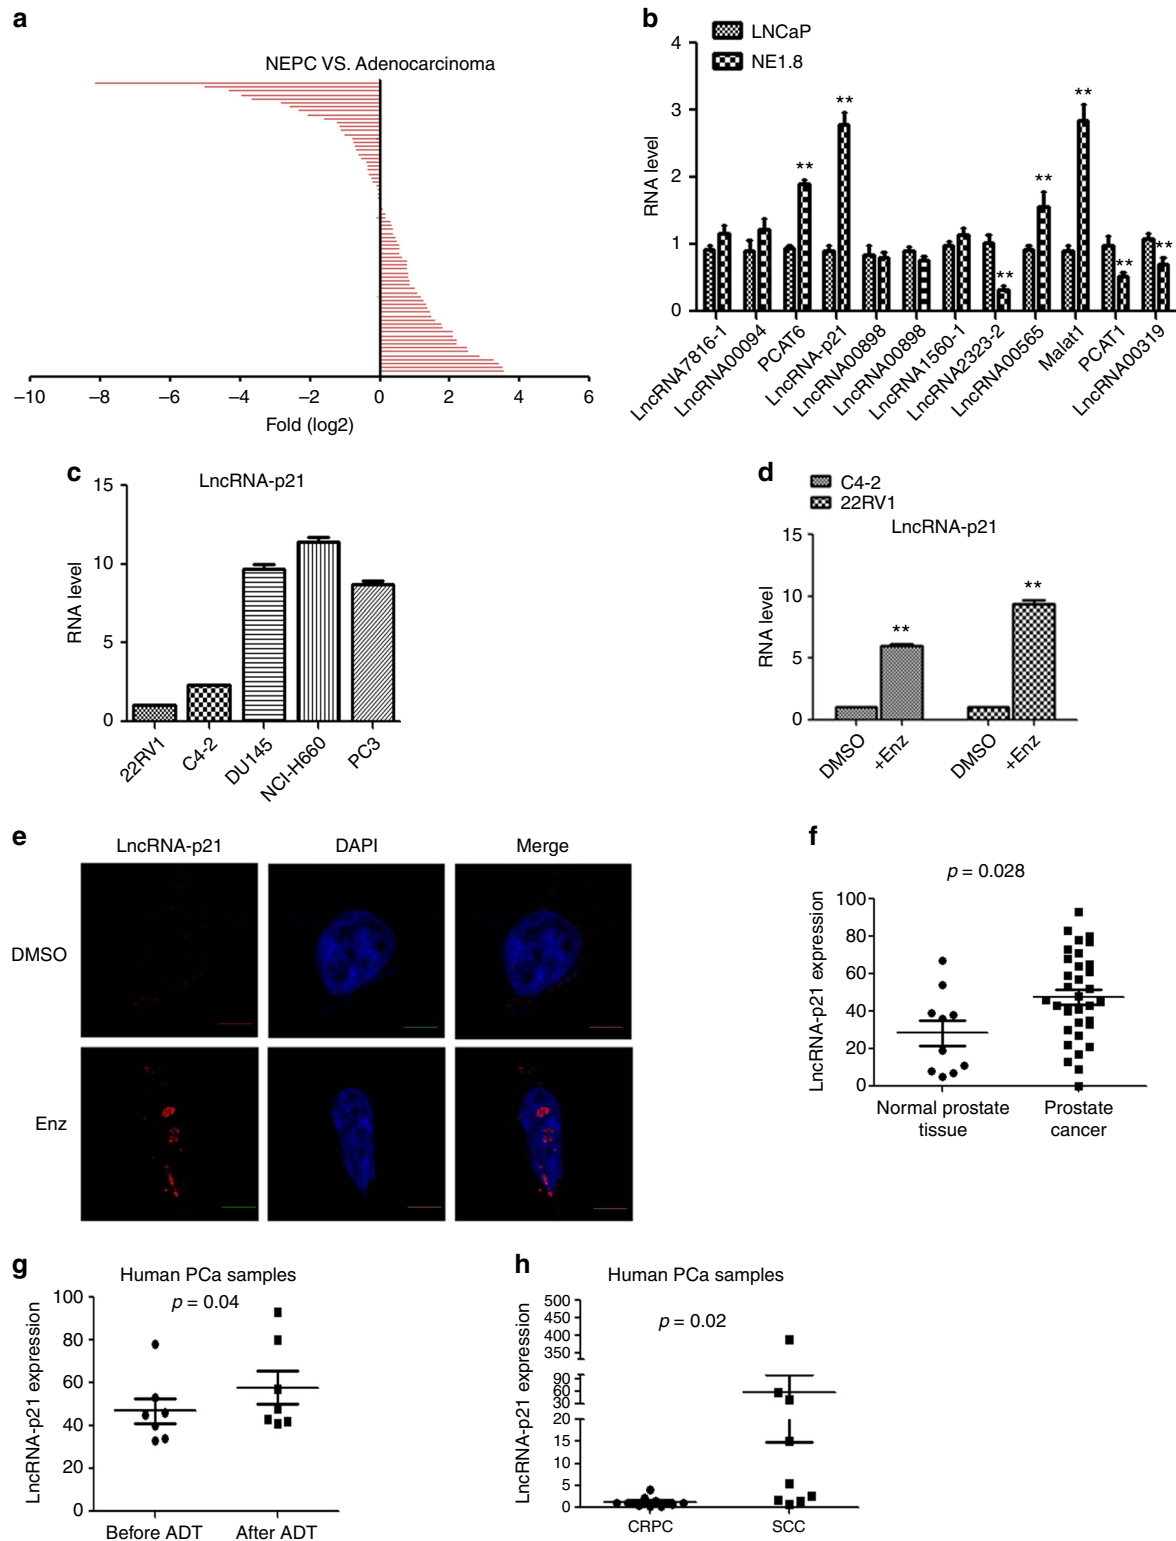 a
NEPC VS. Adenocarcinoma
−10 −8 −6 −4 −2 0 2 4 6
Fold (log2)
b
LNCaP
NE1.8
RNA level
4
3
2
1
0
** ** ** ** ** ** **
LncRNA7816-1
LncRNA00094
PCAT6
LncRNA-p21
LncRNA00898
LncRNA00898
LncRNA1560-1
LncRNA2323-2
LncRNA00565
Malat1
PCAT1
LncRNA00319
c
LncRNA-p21
RNA level
15
10
5
0
22RV1
C4-2
DU145
NCI-H660
PC3
d
C4-2
22RV1
LncRNA-p21
RNA level
15
10
5
0
** **
DMSO
+Enz
DMSO
+Enz
e
LncRNA-p21 DAPI Merge
DMSO
Enz
f
p = 0.028
LncRNA-p21 expression
100
80
60
40
20
0
Normal prostate
tissue
Prostate
cancer
g
Human PCa samples
p = 0.04
LncRNA-p21 expression
100
80
60
40
20
0
Before ADT After ADT
h
Human PCa samples
p = 0.02
LncRNA-p21 expression
500
450
400
350
90
60
30
20
15
10
5
0
CRPC SCC